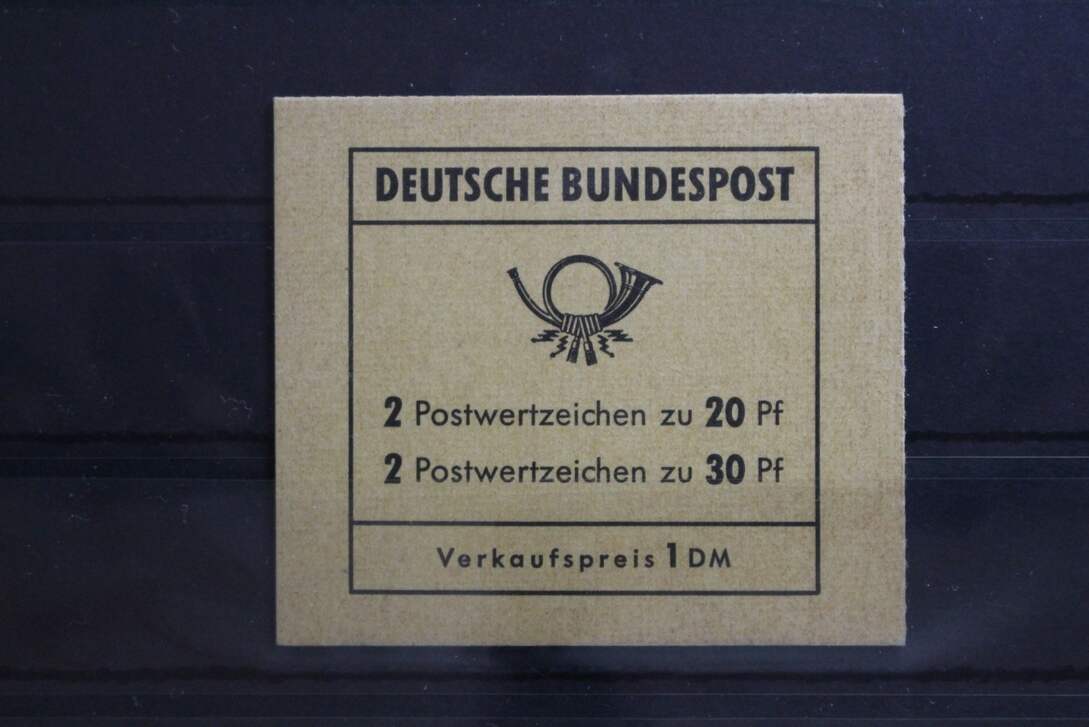 DEUTSCHE BUNDESPOST
2 Postwertzeichen zu 20 Pf
2 Postwertzeichen zu 30 Pf
Verkaufspreis 1 DM